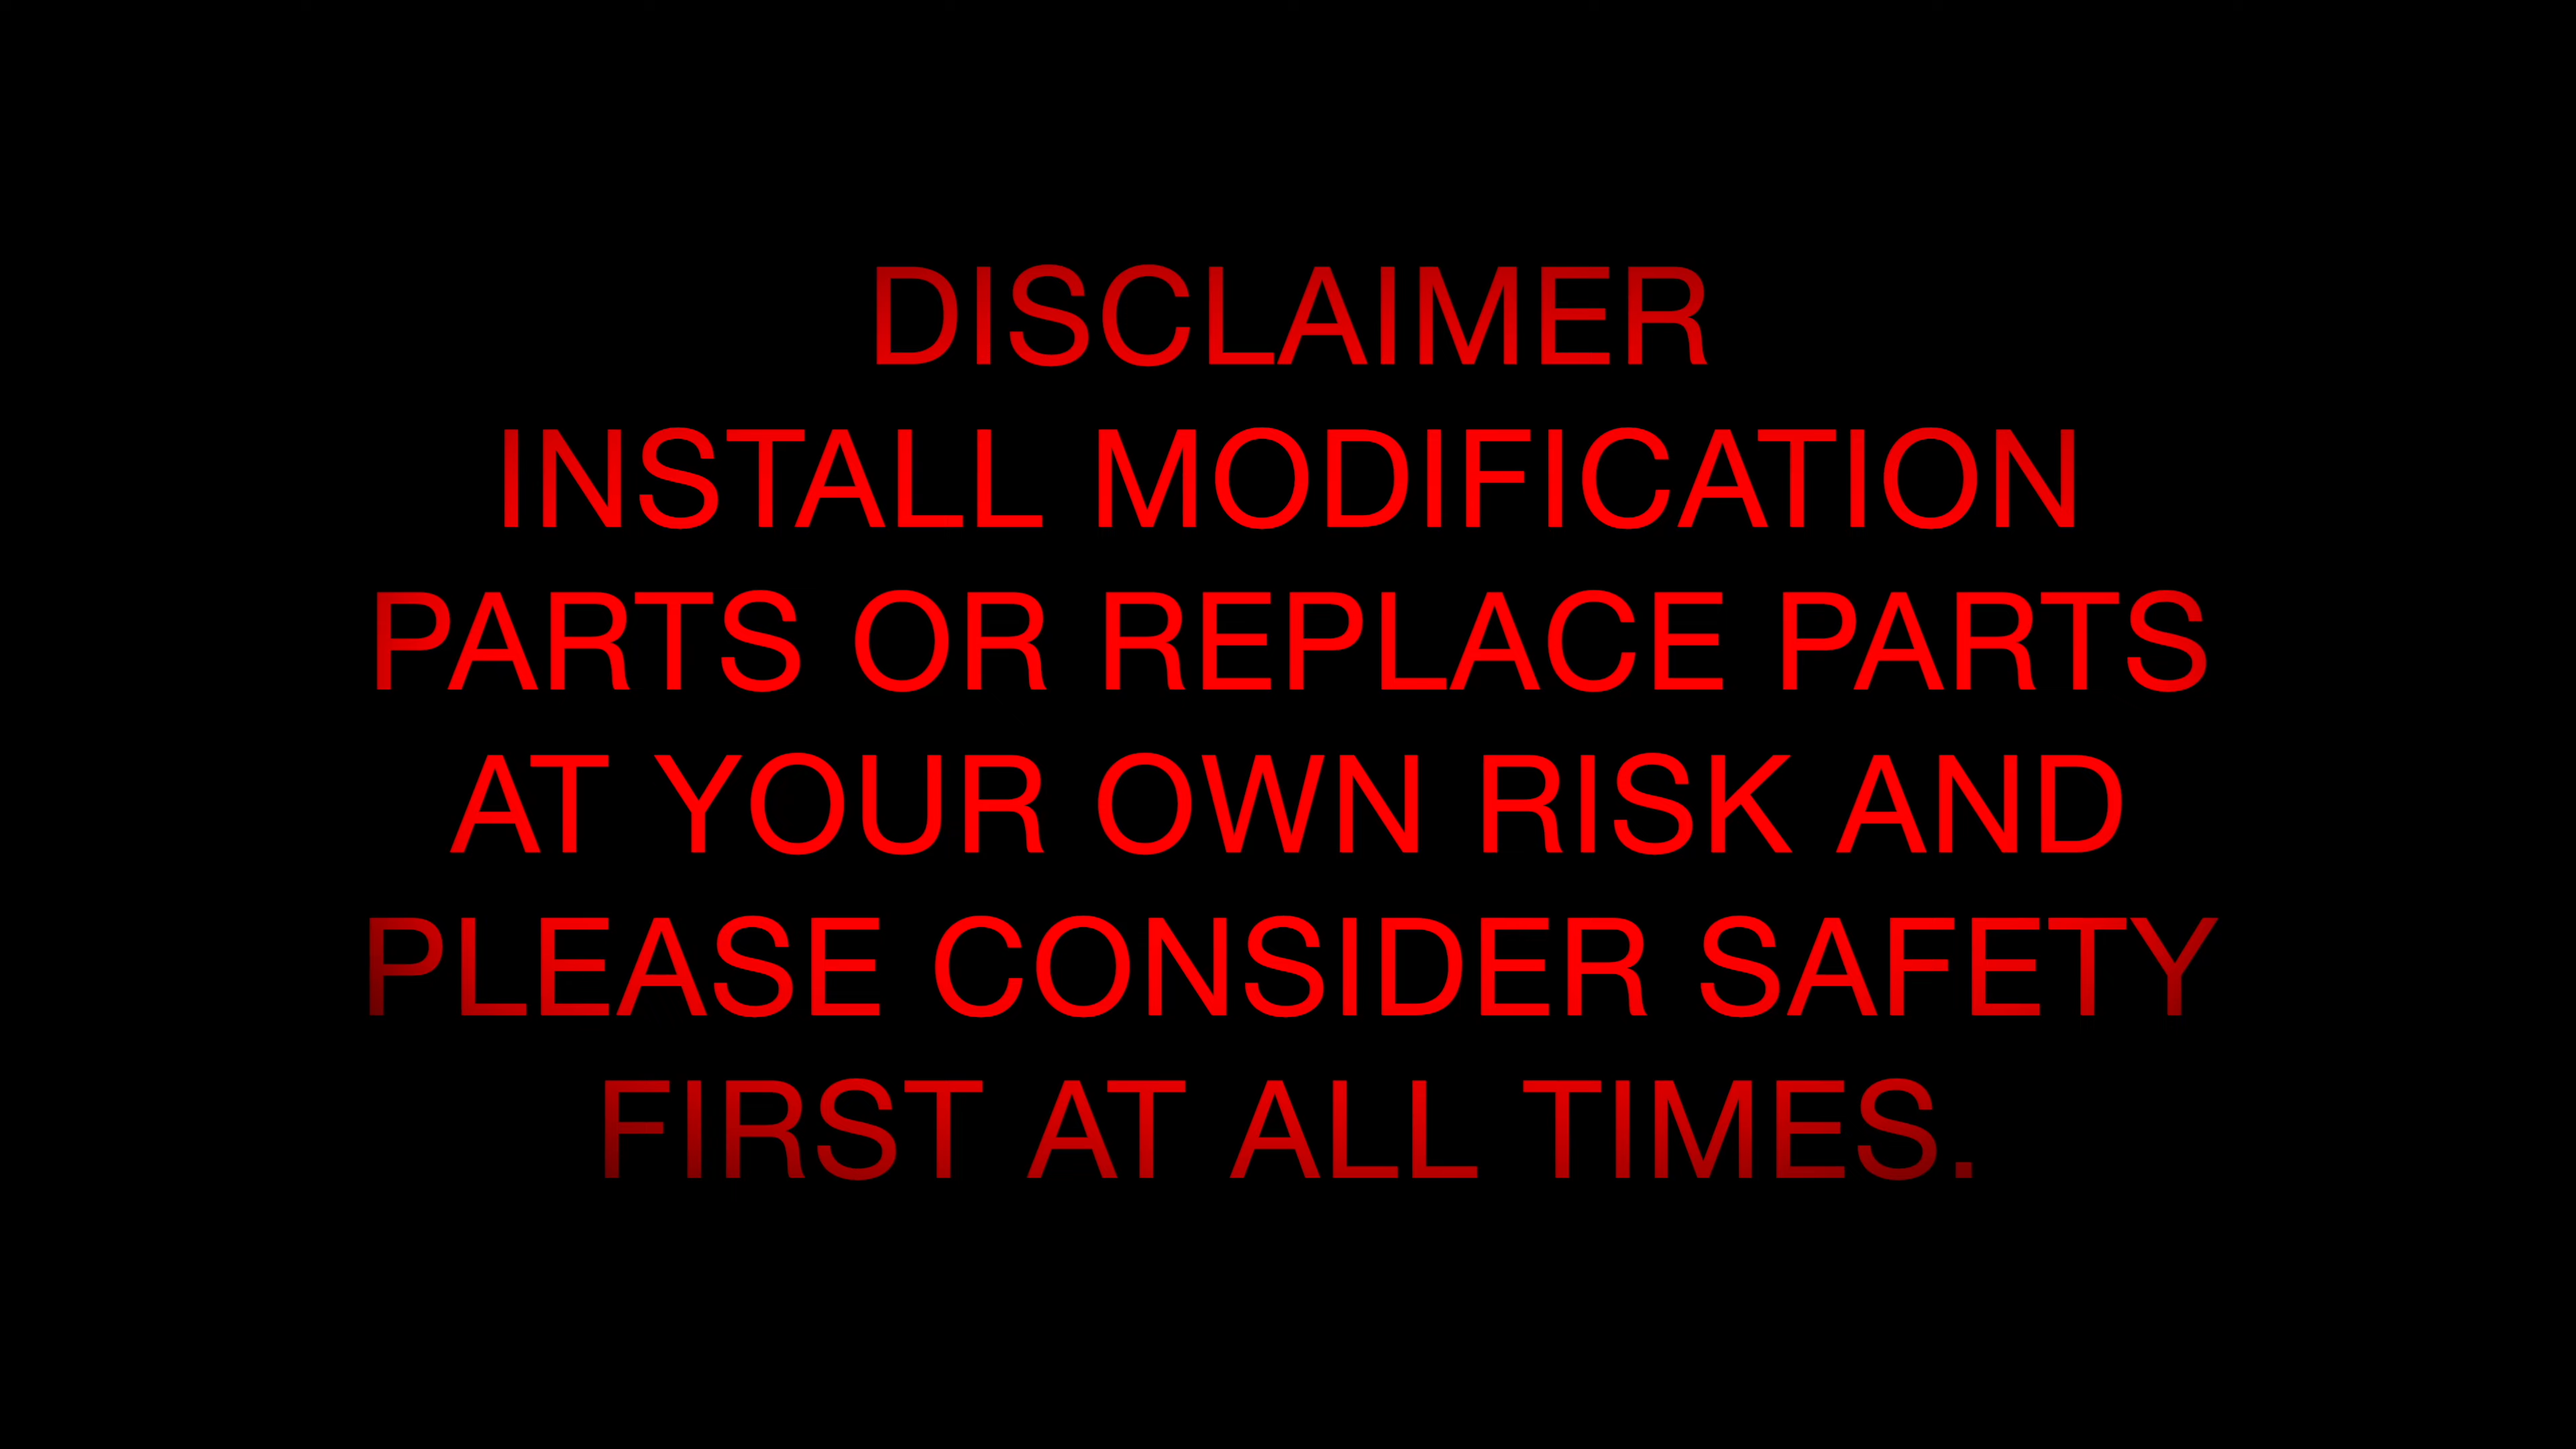 DISCLAIMER
INSTALL MODIFICATION
PARTS OR REPLACE PARTS
AT YOUR OWN RISK AND
PLEASE CONSIDER SAFETY
FIRST AT ALL TIMES.